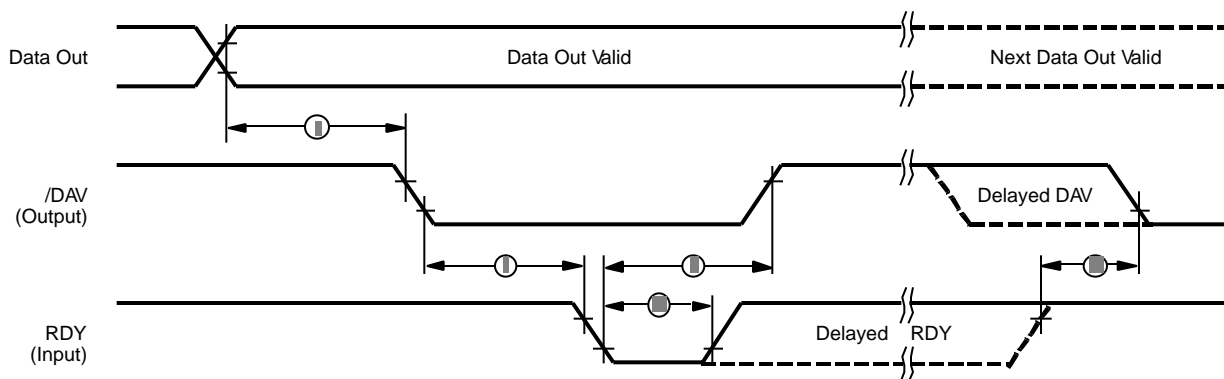 Data Out
Data Out Valid
Next Data Out Valid
/DAV
(Output)
Delayed DAV
RDY
(Input)
Delayed RDY